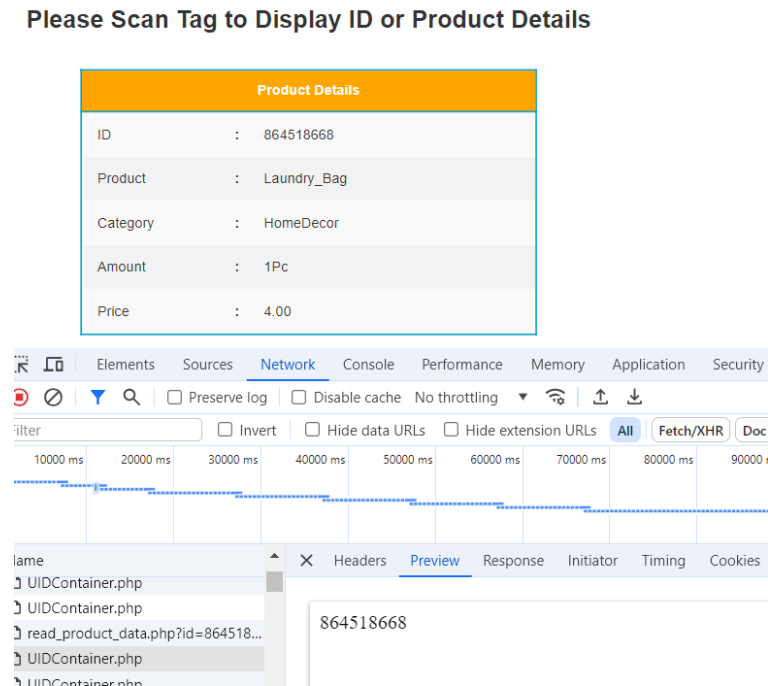 Please Scan Tag to Display ID or Product Details
Product Details
ID : 864518668
Product : Laundry_Bag
Category : HomeDecor
Amount : 1Pc
Price : 4.00
Elements Sources Network Console Performance Memory Application Security
Preserve log Disable cache No throttling
ilter Invert Hide data URLs Hide extension URLs All Fetch/XHR Doc
10000 ms 20000 ms 30000 ms 40000 ms 50000 ms 60000 ms 70000 ms 80000 ms 90000
lame Headers Preview Response Initiator Timing Cookies
UIDContainer.php
UIDContainer.php
read_product_data.php?id=864518...
UIDContainer.php
UIDContainer.php
864518668